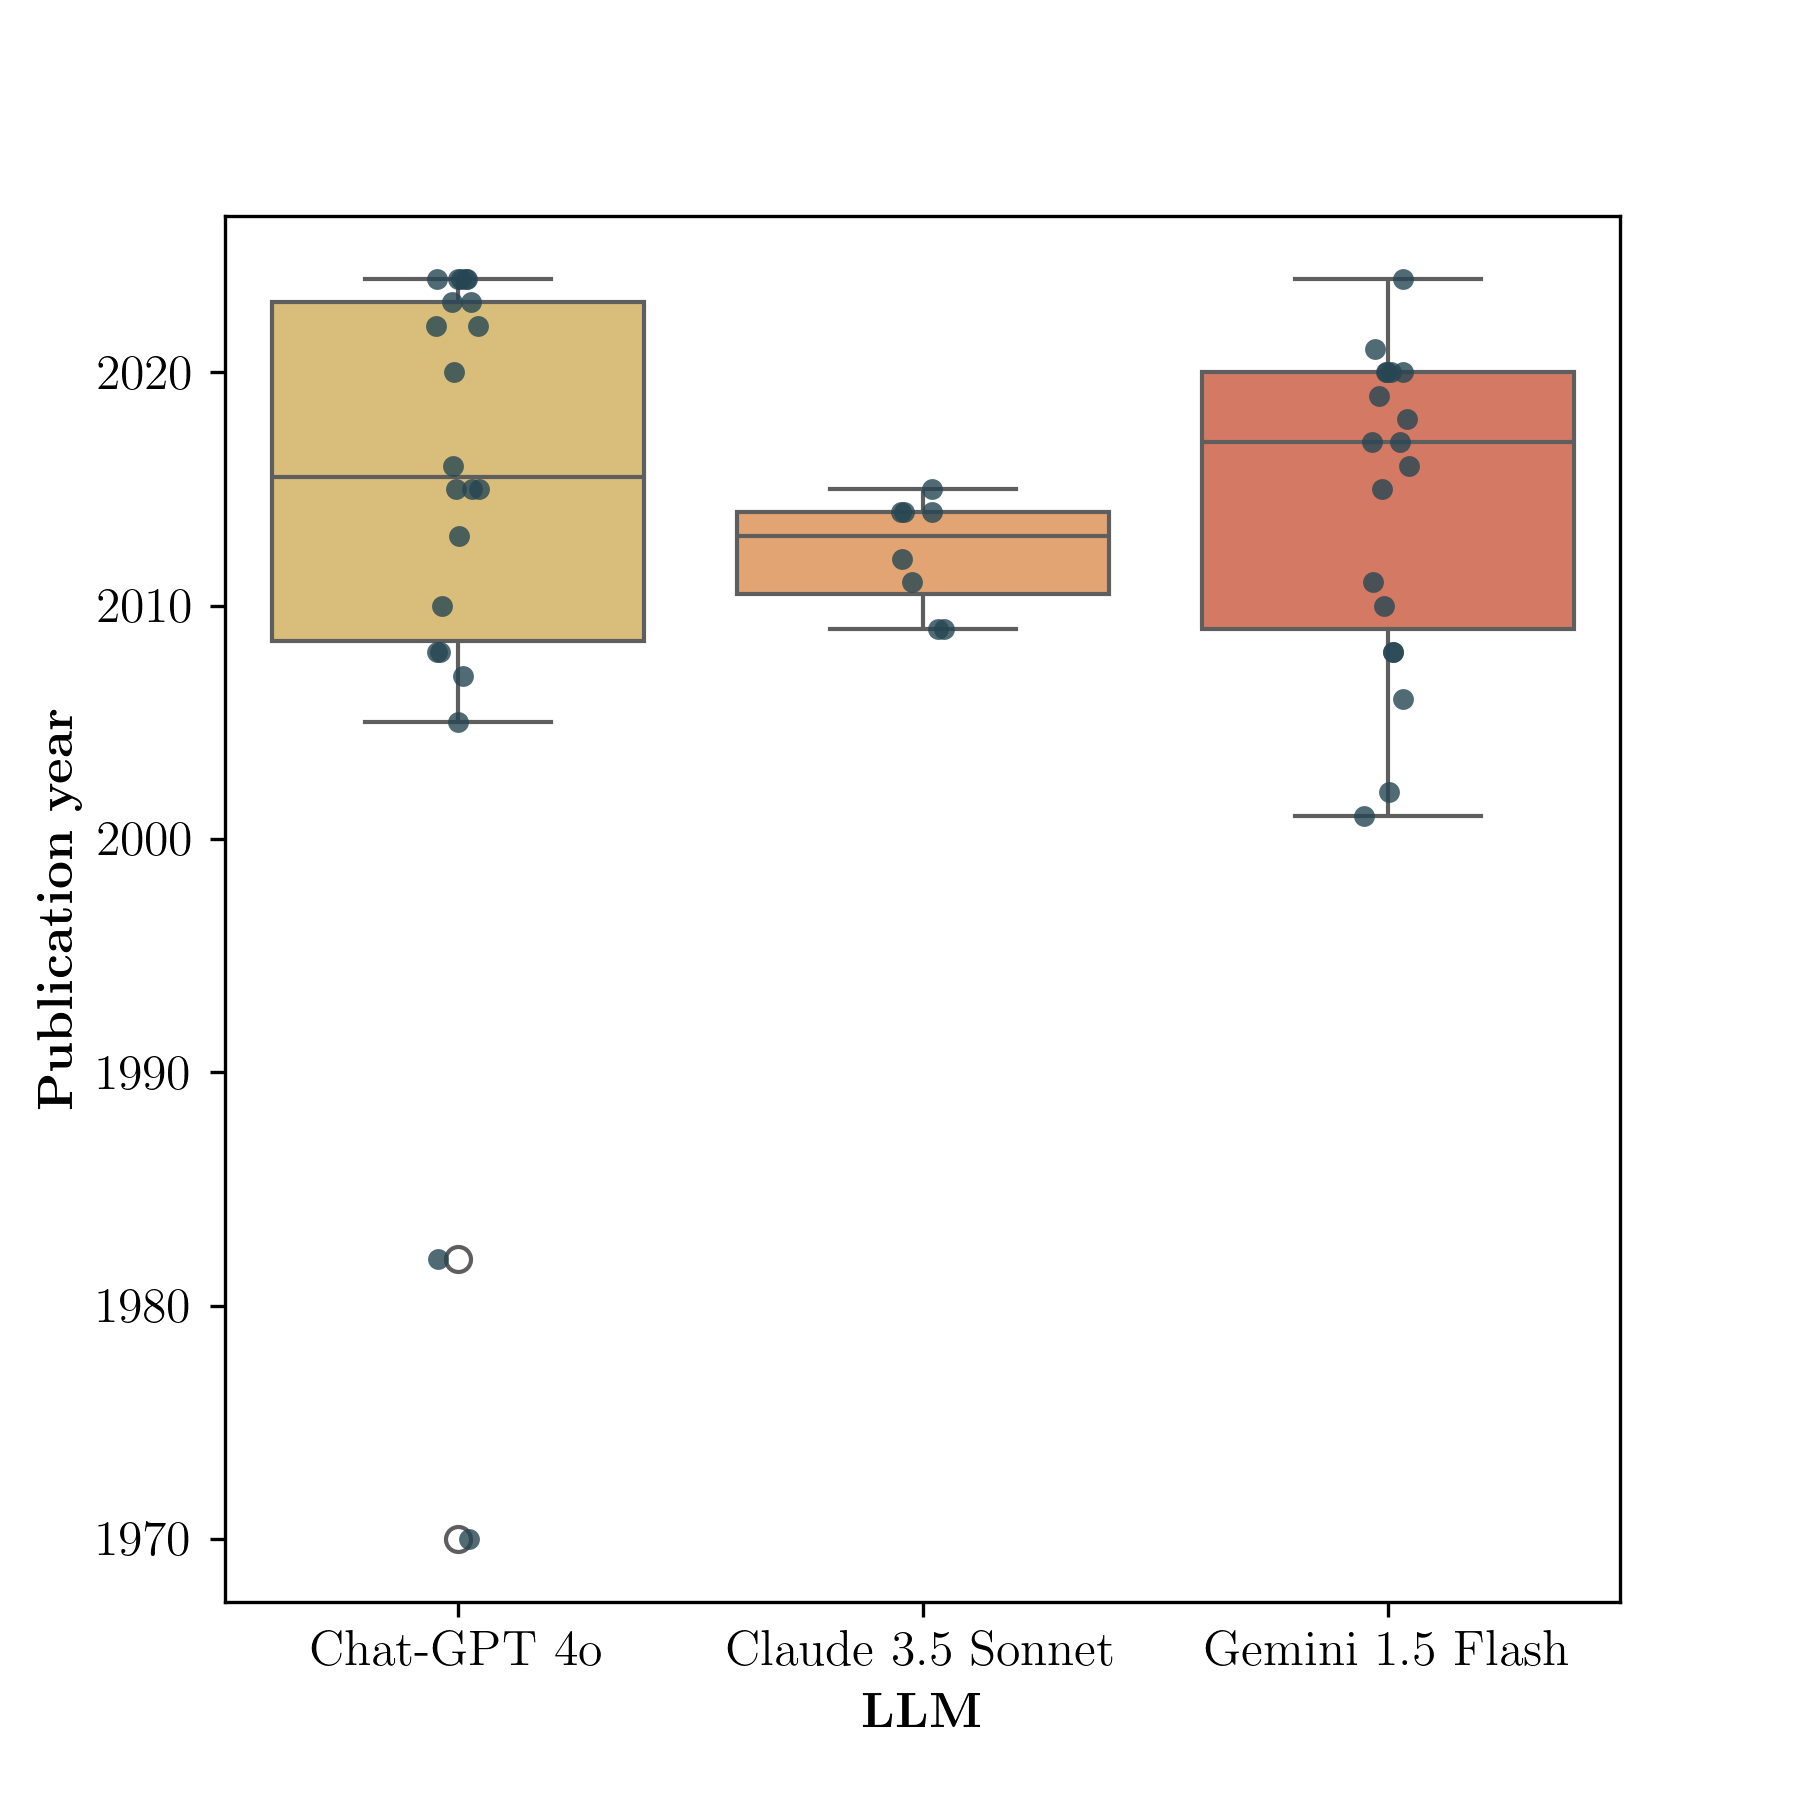 Publication year
2020
2010
2000
1990
1980
1970
Chat-GPT 4o
Claude 3.5 Sonnet
Gemini 1.5 Flash
LLM